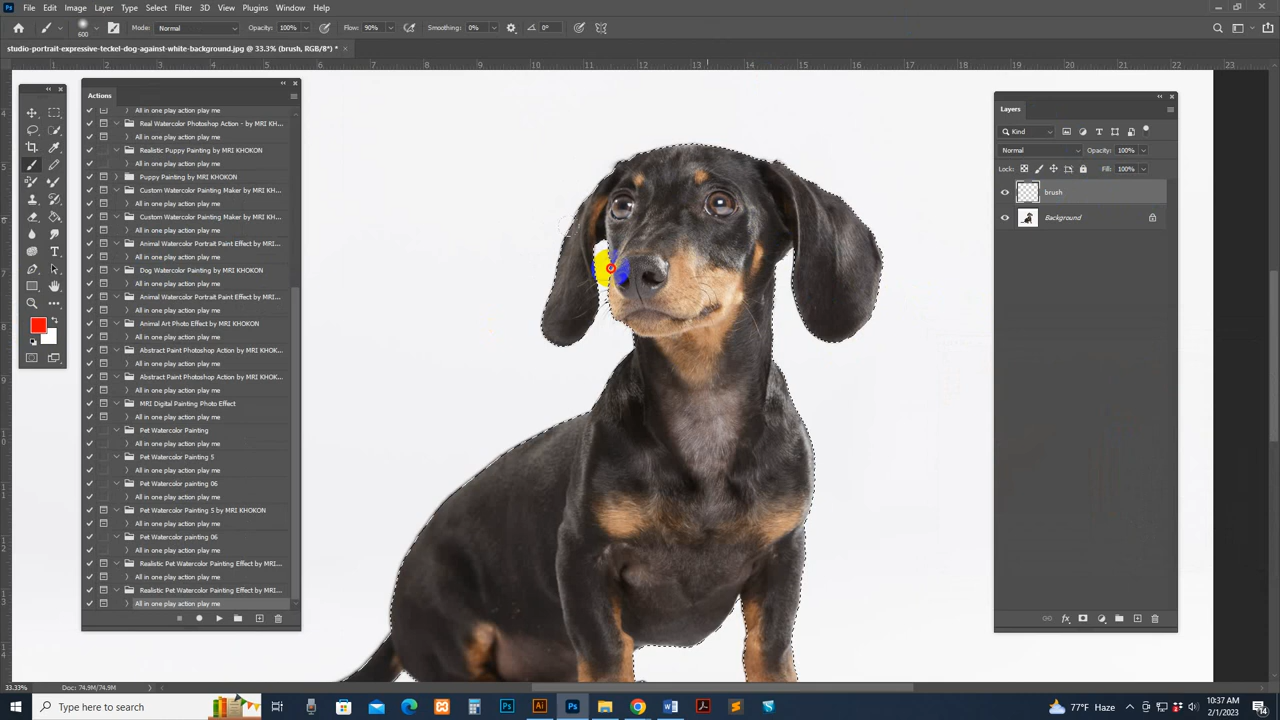 File Edit Image Layer Type Select Filter 3D View Plugins Window Help
600 Mode: Normal Opacity: 100% Flow: 90% Smoothing: 0% 0°
studio-portrait-expressive-teckel-dog-against-white-background.jpg @ 33.3% (brush, RGB/8*) *
Actions
All in one play action play me
Real Watercolor Photoshop Action - by MRI KH...
All in one play action play me
Realistic Puppy Painting by MRI KHOKON
All in one play action play me
Puppy Painting by MRI KHOKON
Custom Watercolor Painting Maker by MRI KHO...
All in one play action play me
Custom Watercolor Painting Maker by MRI KHO...
All in one play action play me
Animal Watercolor Portrait Paint Effect by MRI...
All in one play action play me
Dog Watercolor Painting by MRI KHOKON
All in one play action play me
Animal Watercolor Portrait Paint Effect by MRI...
All in one play action play me
Animal Art Photo Effect by MRI KHOKON
All in one play action play me
Abstract Paint Photoshop Action by MRI KHOK...
All in one play action play me
Abstract Paint Photoshop Action by MRI KHOK...
All in one play action play me
MRI Digital Painting Photo Effect
All in one play action play me
Pet Watercolor Painting
All in one play action play me
Pet Watercolor Painting 5
All in one play action play me
Pet Watercolor painting 06
All in one play action play me
Pet Watercolor Painting 5 by MRI KHOKON
All in one play action play me
Pet Watercolor painting 06
All in one play action play me
Realistic Pet Watercolor Painting Effect by MRI...
All in one play action play me
Realistic Pet Watercolor Painting Effect by MRI...
All in one play action play me
Layers
Kind
Normal Opacity: 100%
Lock: Fill: 100%
brush
Background
33.33% Doc: 74.9M/74.9M
Type here to search
77°F Haze
10:37 AM
2/1/2023